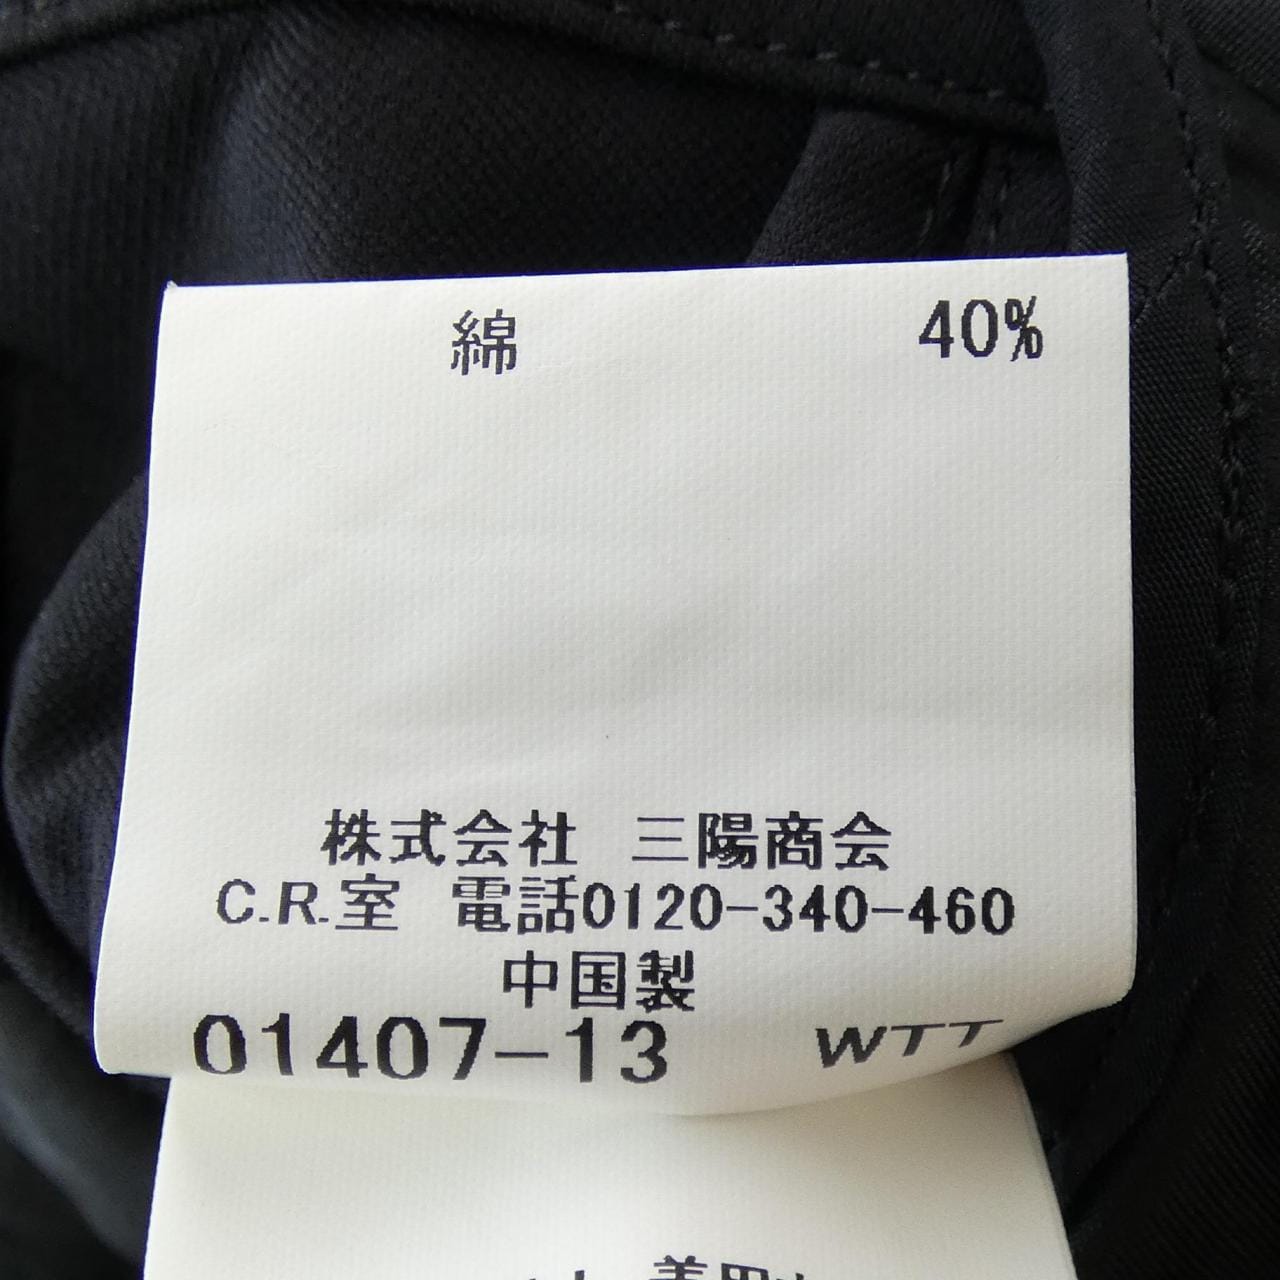 綿 40%
株式会社 三陽商会
C.R.室 電話0120-340-460
中国製
01407-13 WTT